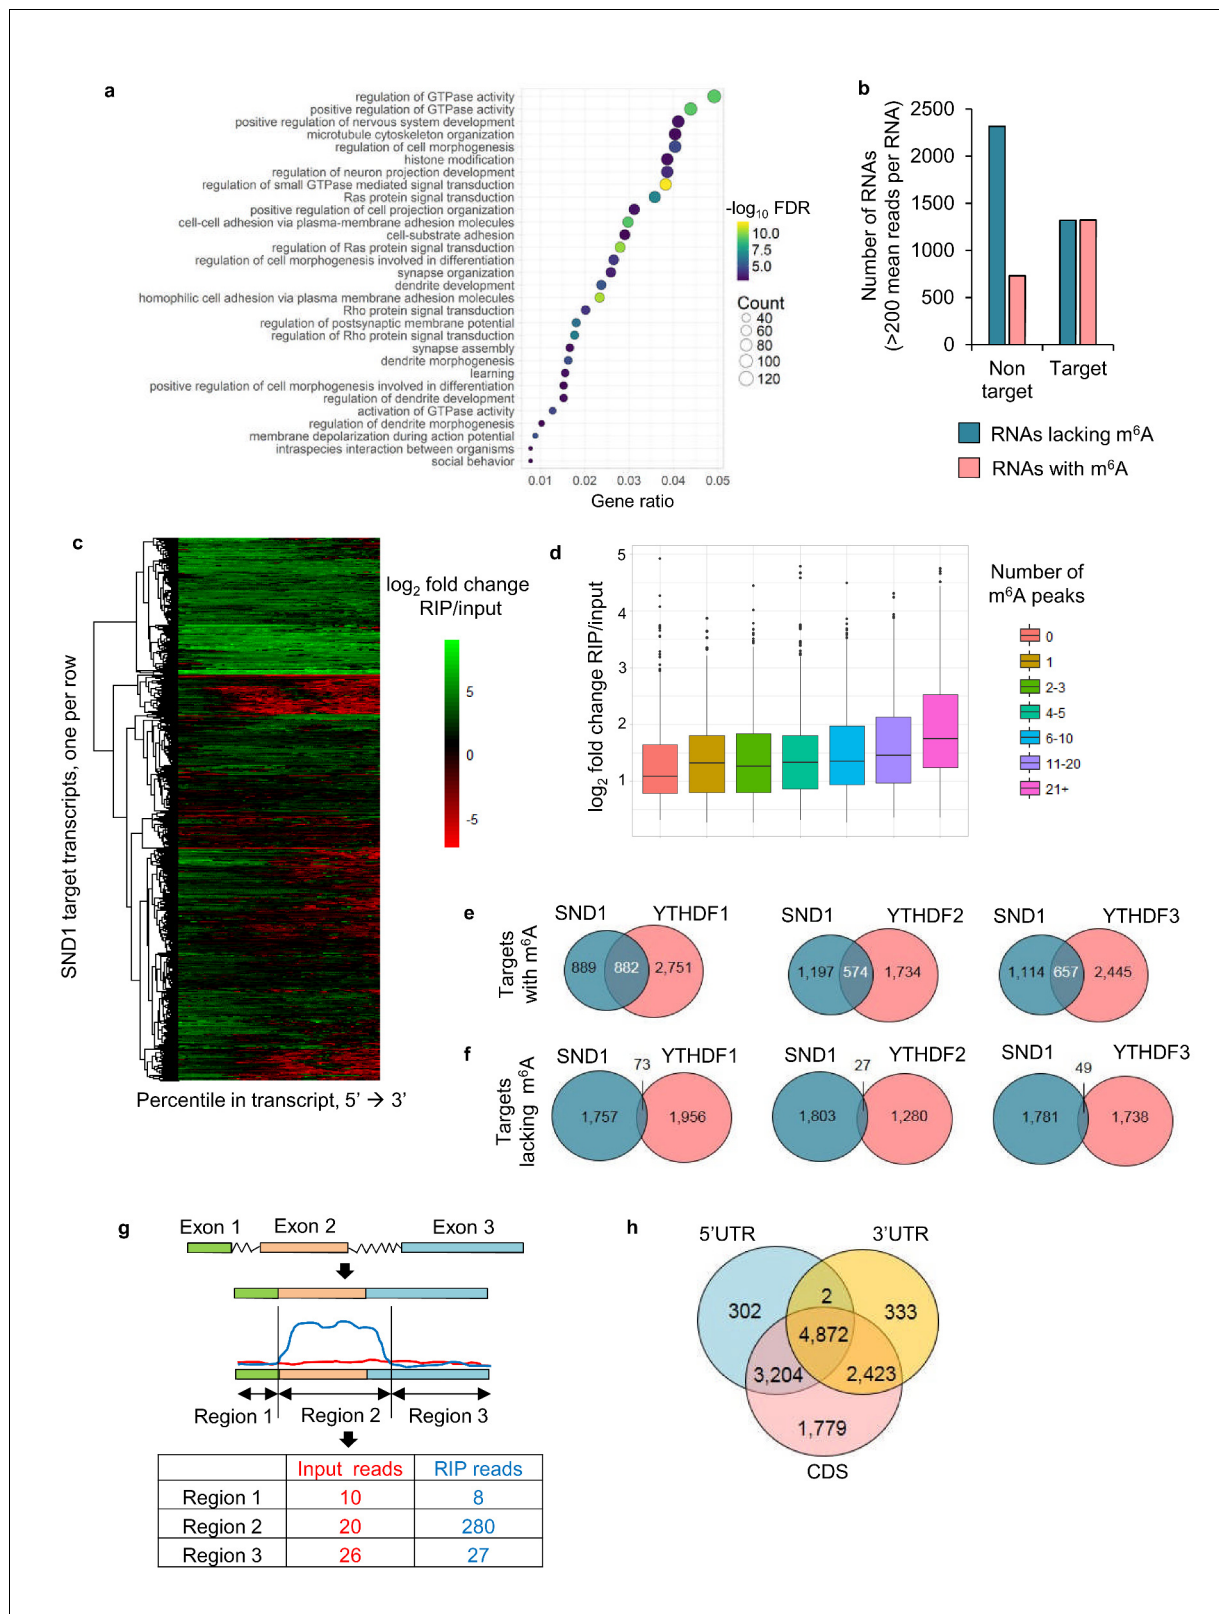 a
regulation of GTPase activity
positive regulation of GTPase activity
positive regulation of nervous system development
microtubule cytoskeleton organization
regulation of cell morphogenesis
histone modification
regulation of neuron projection development
regulation of small GTPase mediated signal transduction
Ras protein signal transduction
positive regulation of cell projection organization
cell-cell adhesion via plasma-membrane adhesion molecules
cell-substrate adhesion
regulation of Ras protein signal transduction
regulation of cell morphogenesis involved in differentiation
synapse organization
dendrite development
homophilic cell adhesion via plasma membrane adhesion molecules
Rho protein signal transduction
regulation of postsynaptic membrane potential
regulation of Rho protein signal transduction
synapse assembly
dendrite morphogenesis
learning
positive regulation of cell morphogenesis involved in differentiation
regulation of dendrite development
activation of GTPase activity
regulation of dendrite morphogenesis
membrane depolarization during action potential
intraspecies interaction between organisms
social behavior
0.01 0.02 0.03 0.04 0.05
Gene ratio
-log₁₀ FDR
10.0
7.5
5.0
Count
40
60
80
100
120
b
Number of RNAs
(>200 mean reads per RNA)
2500
2000
1500
1000
500
0
Non target
Target
RNAs lacking m⁶A
RNAs with m⁶A
c
SND1 target transcripts, one per row
Percentile in transcript, 5’ → 3’
log₂ fold change
RIP/input
5
0
-5
d
log₂ fold change RIP/input
5
4
3
2
1
Number of
m⁶A peaks
0
1
2-3
4-5
6-10
11-20
21+
e
Targets
with m⁶A
SND1 YTHDF1
889 882 2,751
SND1 YTHDF2
1,197 574 1,734
SND1 YTHDF3
1,114 657 2,445
f
Targets
lacking m⁶A
SND1 YTHDF1
73
1,757 1,956
SND1 YTHDF2
27
1,803 1,280
SND1 YTHDF3
49
1,781 1,738
g
Exon 1 Exon 2 Exon 3
Region 1 Region 2 Region 3
Input reads RIP reads
Region 1 10 8
Region 2 20 280
Region 3 26 27
h
5’UTR 3’UTR
302 2 333
4,872
3,204 2,423
1,779
CDS